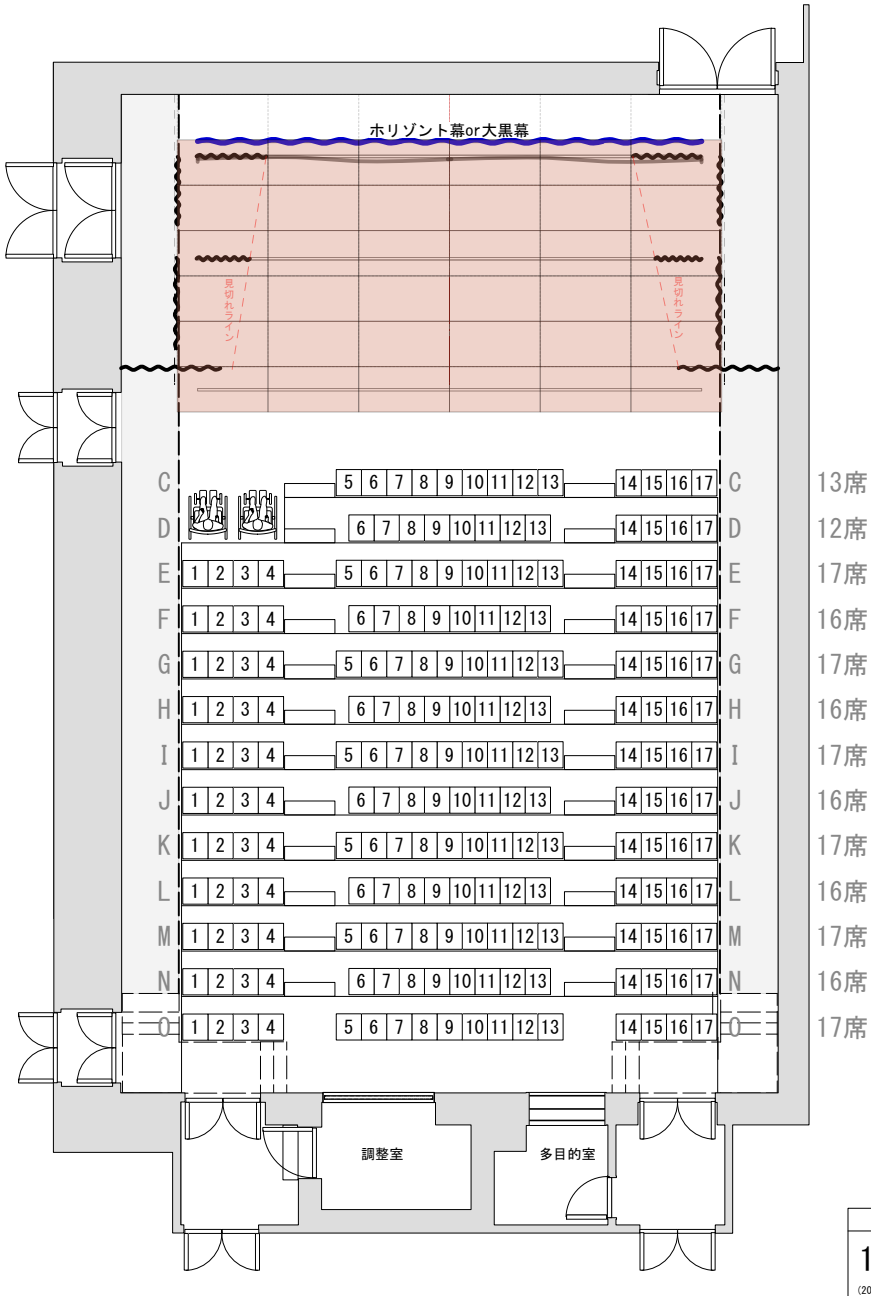 ホリゾント幕or大黒幕
見切れライン
見切れライン
C 5 6 7 8 9 10 11 12 13 14 15 16 17 C 13席
D 6 7 8 9 10 11 12 13 14 15 16 17 D 12席
E 1 2 3 4 5 6 7 8 9 10 11 12 13 14 15 16 17 E 17席
F 1 2 3 4 6 7 8 9 10 11 12 13 14 15 16 17 F 16席
G 1 2 3 4 5 6 7 8 9 10 11 12 13 14 15 16 17 G 17席
H 1 2 3 4 6 7 8 9 10 11 12 13 14 15 16 17 H 16席
I 1 2 3 4 5 6 7 8 9 10 11 12 13 14 15 16 17 I 17席
J 1 2 3 4 6 7 8 9 10 11 12 13 14 15 16 17 J 16席
K 1 2 3 4 5 6 7 8 9 10 11 12 13 14 15 16 17 K 17席
L 1 2 3 4 6 7 8 9 10 11 12 13 14 15 16 17 L 16席
M 1 2 3 4 5 6 7 8 9 10 11 12 13 14 15 16 17 M 17席
N 1 2 3 4 6 7 8 9 10 11 12 13 14 15 16 17 N 16席
O 1 2 3 4 5 6 7 8 9 10 11 12 13 14 15 16 17 O 17席
調整室 多目的室
1
(20